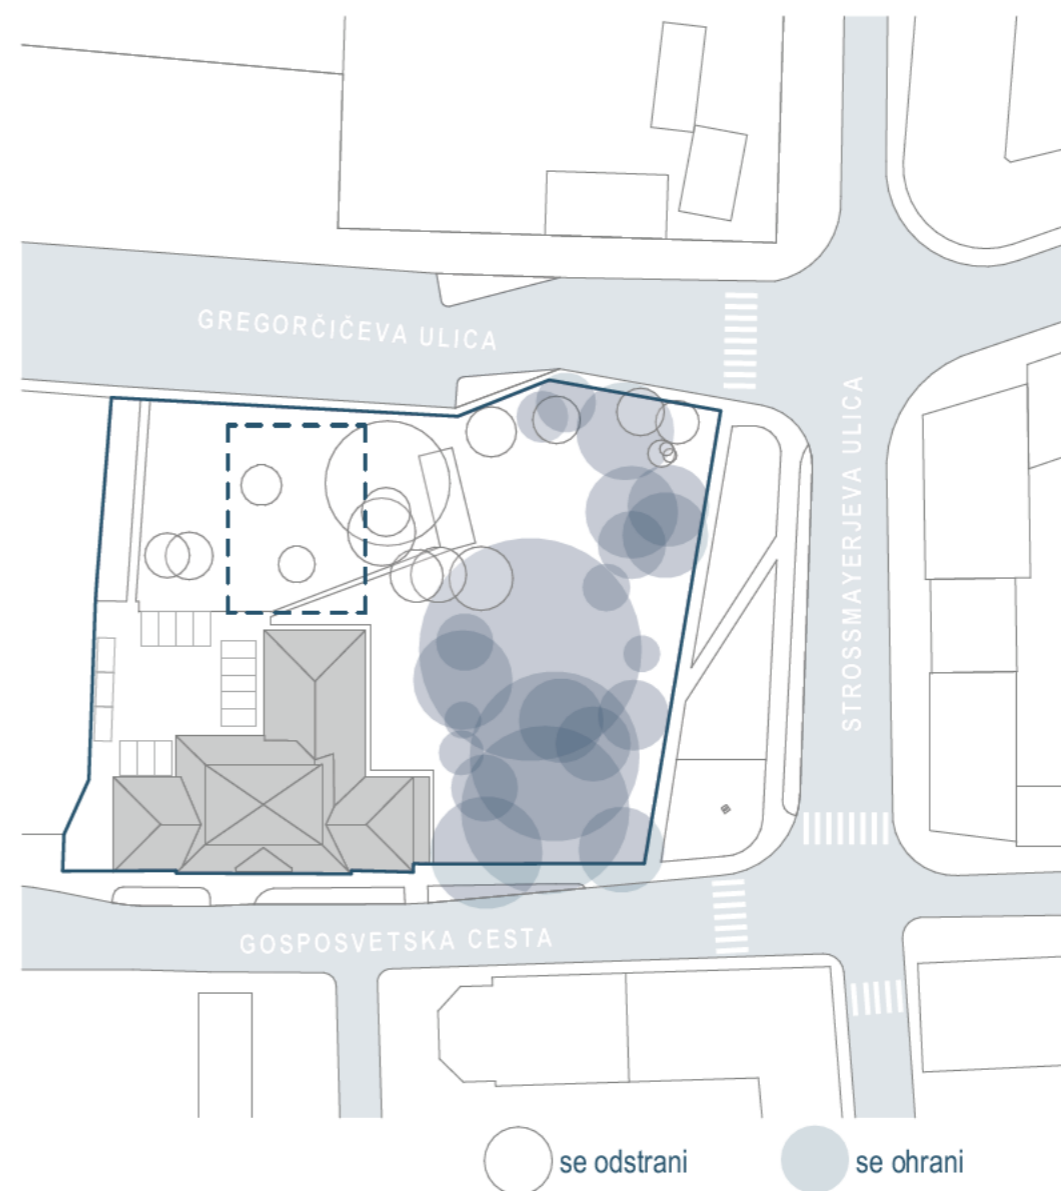 GREGORČIČEVA ULICA
STROSSMAYERJEVA ULICA
GOSPOSVETSKA CESTA
se odstrani
se ohrani